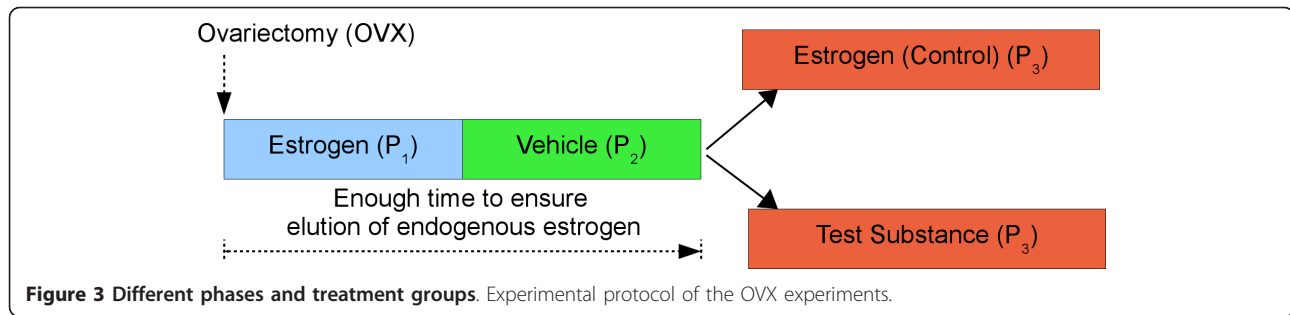 Ovariectomy (OVX)
Estrogen (Control) (P₃)
Estrogen (P₁)
Vehicle (P₂)
Enough time to ensure
elution of endogenous estrogen
Test Substance (P₃)
Figure 3 Different phases and treatment groups. Experimental protocol of the OVX experiments.